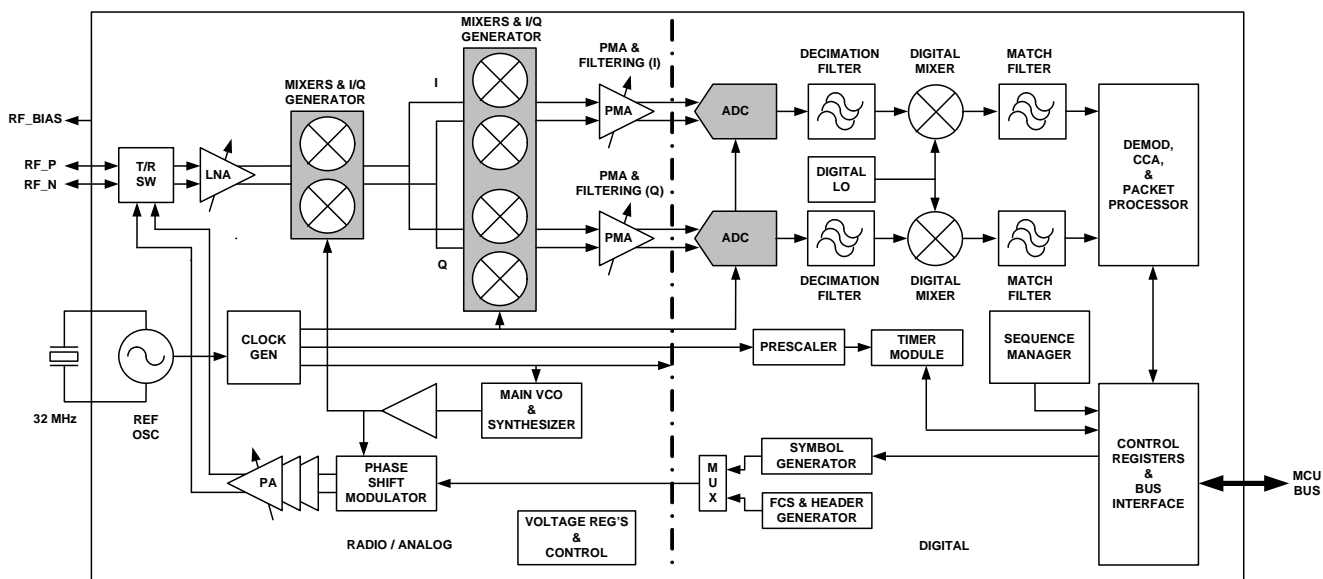 MIXERS & I/Q
GENERATOR
PMA &
FILTERING (I)
DECIMATION
FILTER
DIGITAL
MIXER
MATCH
FILTER
MIXERS & I/Q
GENERATOR
I
RF_BIAS
PMA
ADC
RF_P
RF_N
T/R
SW
LNA
PMA &
FILTERING (Q)
DIGITAL
LO
DEMOD,
CCA,
&
PACKET
PROCESSOR
PMA
ADC
Q
DECIMATION
FILTER
DIGITAL
MIXER
MATCH
FILTER
CLOCK
GEN
PRESCALER
TIMER
MODULE
SEQUENCE
MANAGER
32 MHz
REF
OSC
MAIN VCO
&
SYNTHESIZER
PA
PHASE
SHIFT
MODULATOR
MUX
SYMBOL
GENERATOR
FCS & HEADER
GENERATOR
CONTROL
REGISTERS
&
BUS
INTERFACE
MCU
BUS
VOLTAGE REG'S
&
CONTROL
RADIO / ANALOG
DIGITAL